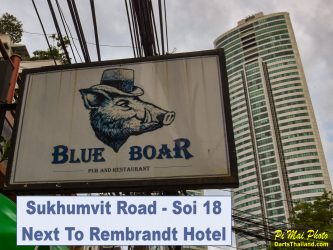 BLUE BOAR
PUB AND RESTAURANT
Sukhumvit Road - Soi 18
Next To Rembrandt Hotel
Pi Mai Photo
DartsThailand.com